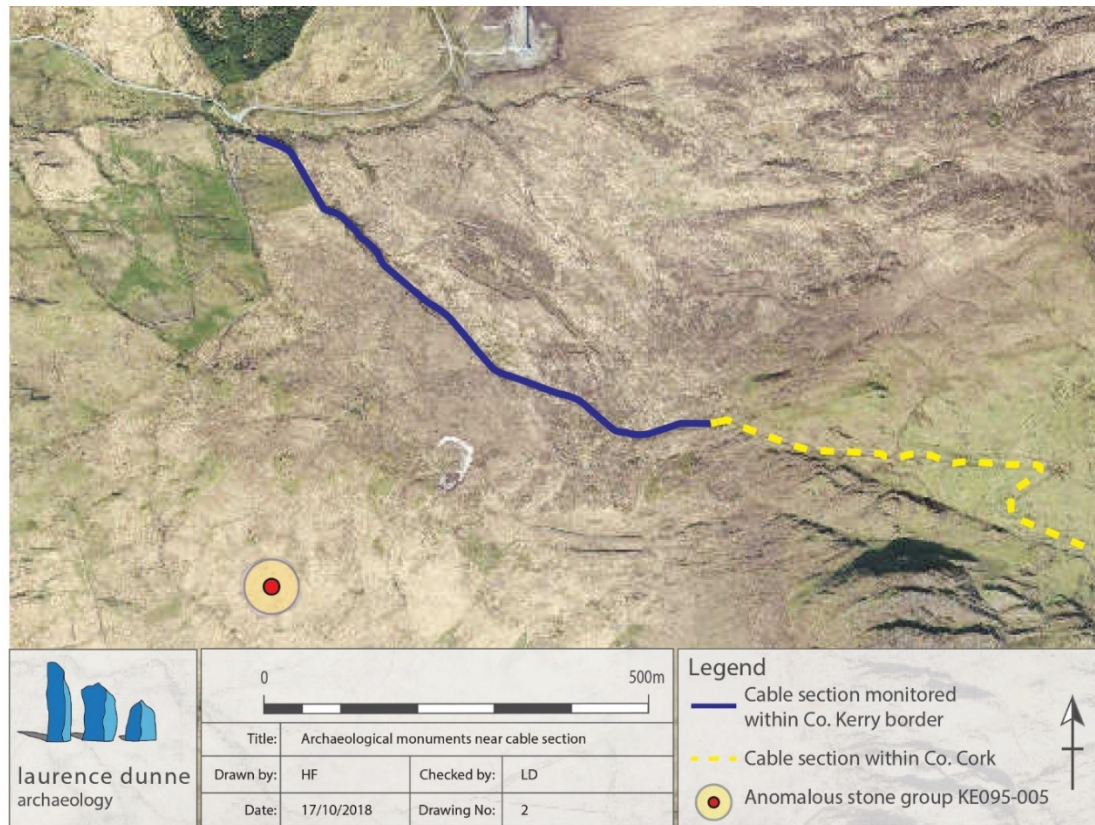 laurence dunne
archaeology
0 500m
Title: Archaeological monuments near cable section
Drawn by: HF Checked by: LD
Date: 17/10/2018 Drawing No: 2
Legend
Cable section monitored
within Co. Kerry border
Cable section within Co. Cork
Anomalous stone group KE095-005